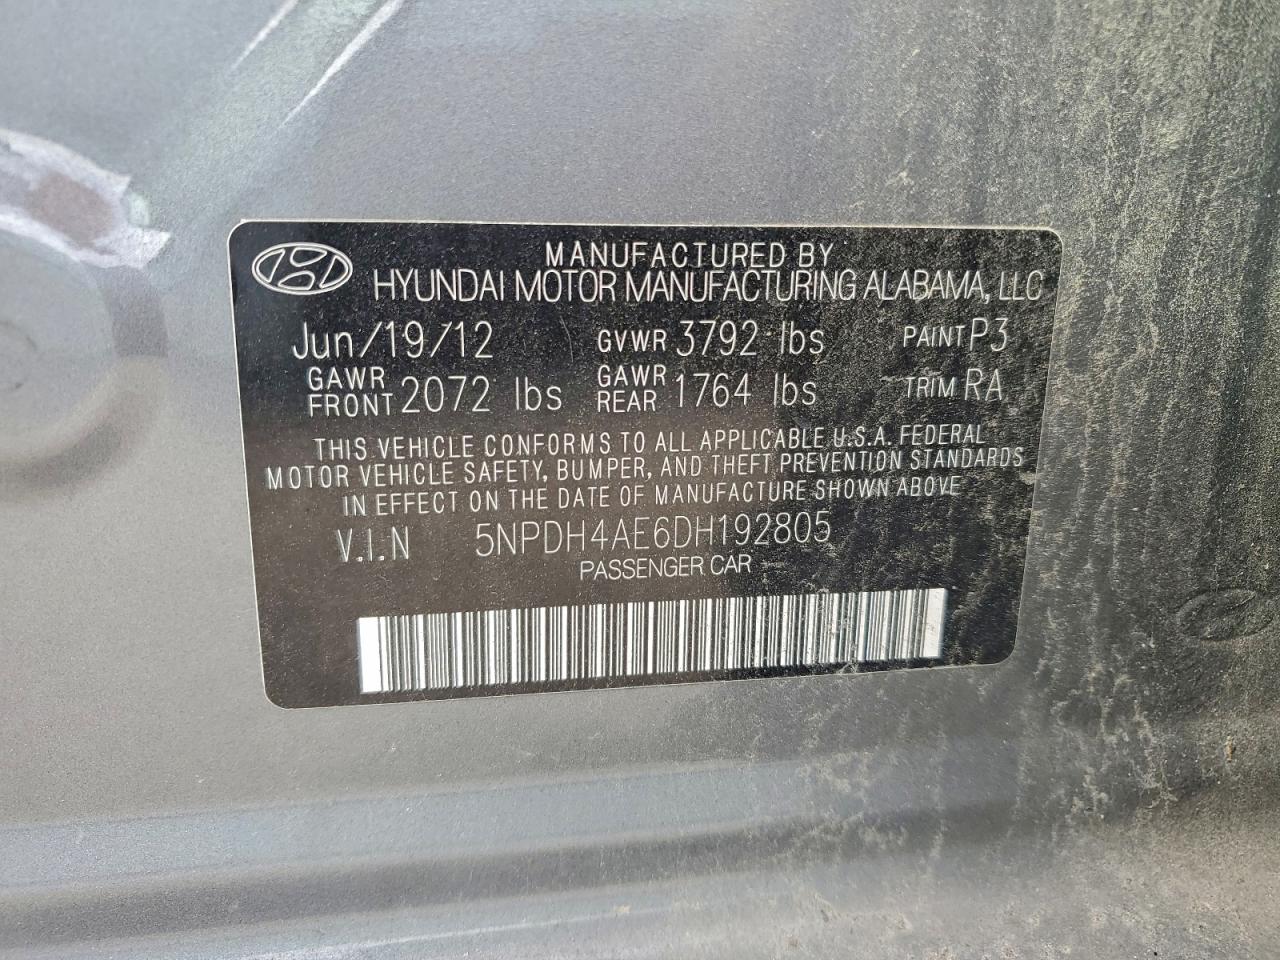 MANUFACTURED BY
HYUNDAI MOTOR MANUFACTURING ALABAMA, LLC
Jun/19/12 GVWR 3792 lbs PAINT P3
GAWR FRONT 2072 lbs GAWR REAR 1764 lbs TRIM RA
THIS VEHICLE CONFORMS TO ALL APPLICABLE U.S.A. FEDERAL
MOTOR VEHICLE SAFETY, BUMPER, AND THEFT PREVENTION STANDARDS
IN EFFECT ON THE DATE OF MANUFACTURE SHOWN ABOVE
V.I.N 5NPDH4AE6DH192805
PASSENGER CAR